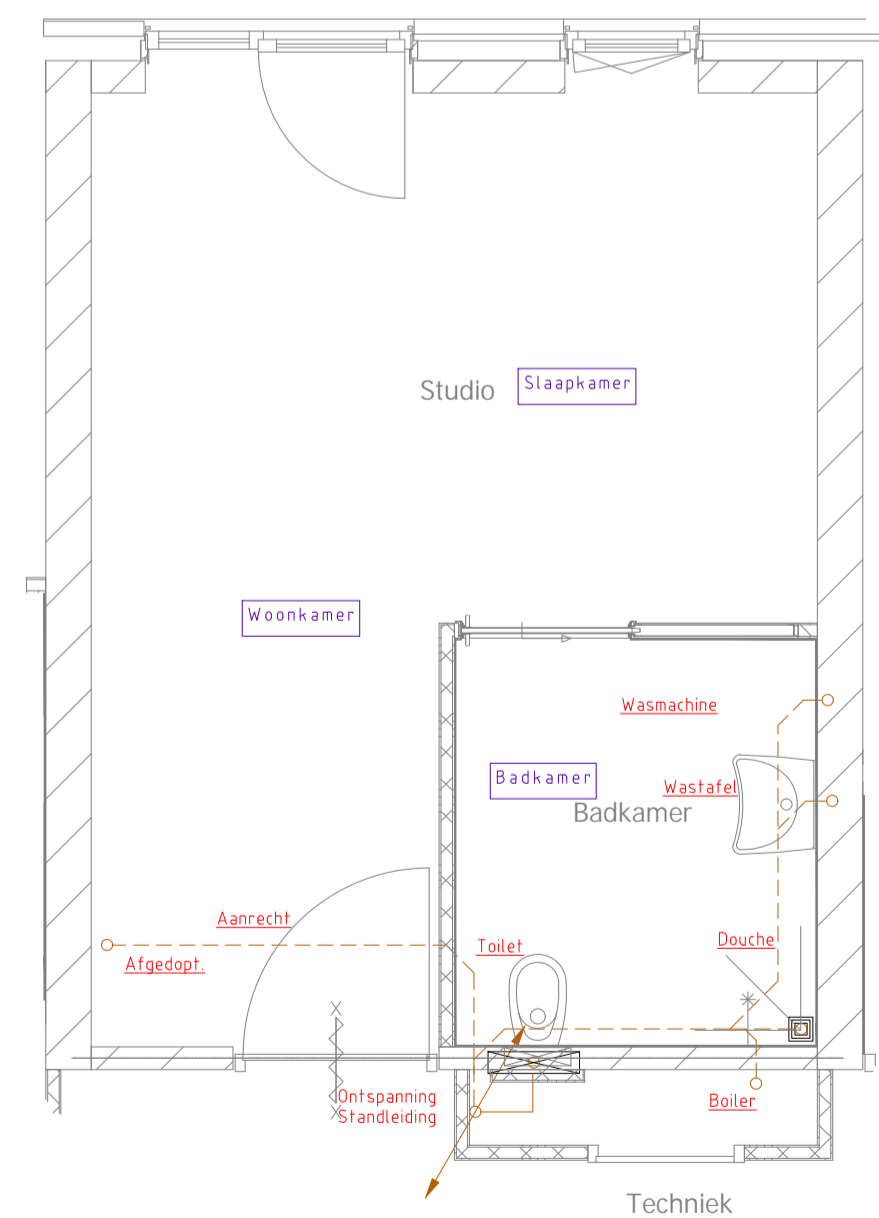 Studio
Slaapkamer
Woonkamer
Wasmachine
Badkamer
Wastafel
Badkamer
Aanrecht
Afgedopt.
Toilet
Douche
Ontspanning
Standleiding
Boiler
Techniek